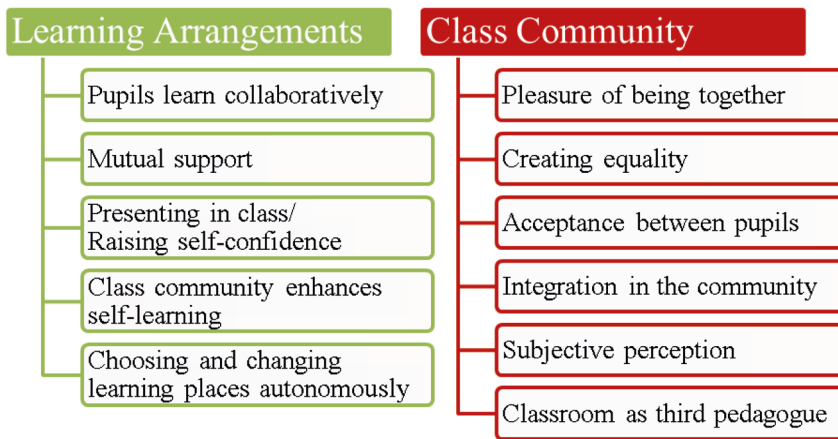 Learning Arrangements
Pupils learn collaboratively
Mutual support
Presenting in class/
Raising self-confidence
Class community enhances
self-learning
Choosing and changing
learning places autonomously
Class Community
Pleasure of being together
Creating equality
Acceptance between pupils
Integration in the community
Subjective perception
Classroom as third pedagogue